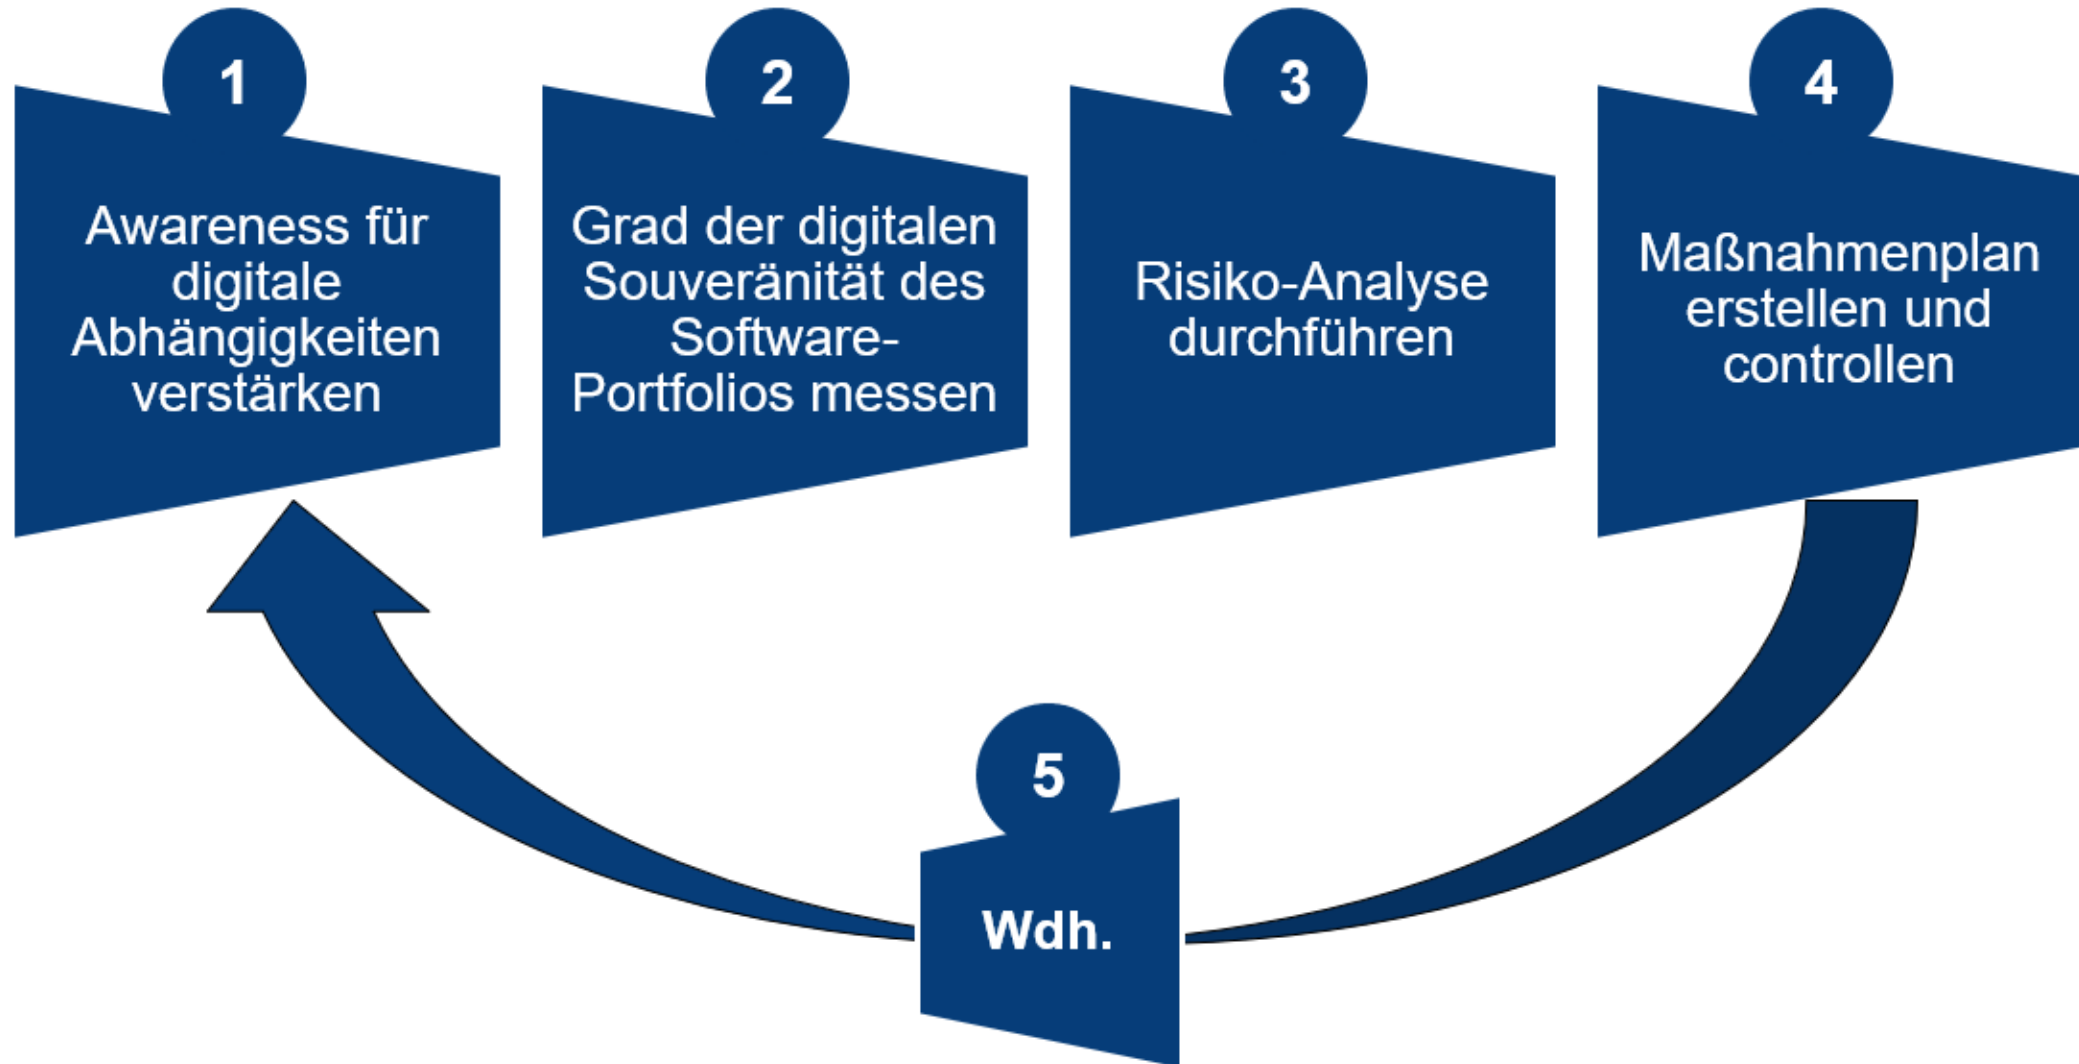 1
Awareness für
digitale
Abhängigkeiten
verstärken
2
Grad der digitalen
Souveränität des
Software-
Portfolios messen
3
Risiko-Analyse
durchführen
4
Maßnahmenplan
erstellen und
controllen
5
Wdh.